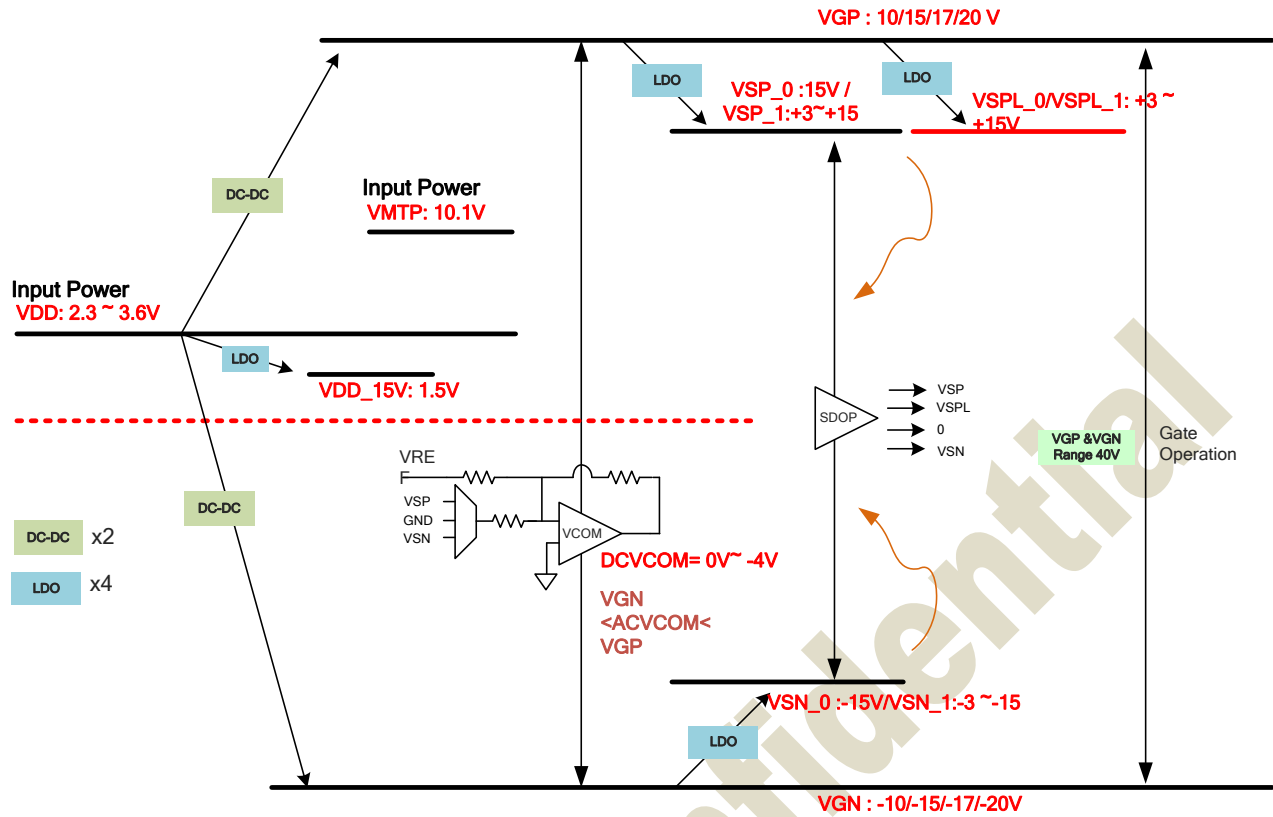 VGP : 10/15/17/20 V
LDO
LDO
VSP_0 :15V /
VSP_1:+3~+15
VSPL_0/VSPL_1: +3 ~
+15V
DC-DC
Input Power
VMTP: 10.1V
Input Power
VDD: 2.3 ~ 3.6V
LDO
VDD_15V: 1.5V
SDOP
VSP
VSPL
0
VSN
VGP &VGN
Range 40V
Gate
Operation
VRE
F
VSP
GND
VSN
VCOM
DC-DC
DC-DC x2
LDO x4
DCVCOM= 0V~ -4V
VGN
<ACVCOM<
VGP
VSN_0 :-15V/VSN_1:-3 ~-15
LDO
VGN : -10/-15/-17/-20V
fidential